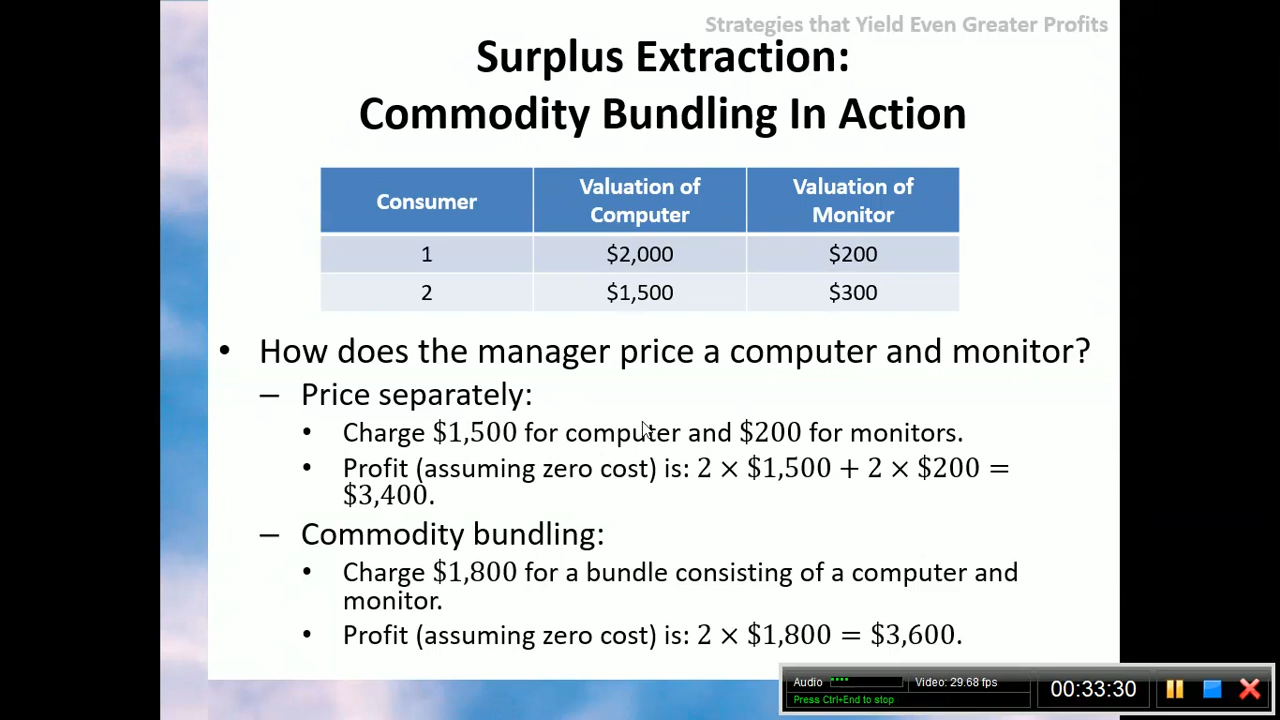 Strategies that Yield Even Greater Profits
Surplus Extraction:
Commodity Bundling In Action
Consumer
Valuation of
Computer
Valuation of
Monitor
1 $2,000 $200
2 $1,500 $300
• How does the manager price a computer and monitor?
– Price separately:
• Charge $1,500 for computer and $200 for monitors.
• Profit (assuming zero cost) is: 2 × $1,500 + 2 × $200 =
$3,400.
– Commodity bundling:
• Charge $1,800 for a bundle consisting of a computer and
monitor.
• Profit (assuming zero cost) is: 2 × $1,800 = $3,600.
Audio Video: 29.68 fps 00:33:30
Press Ctrl+End to stop